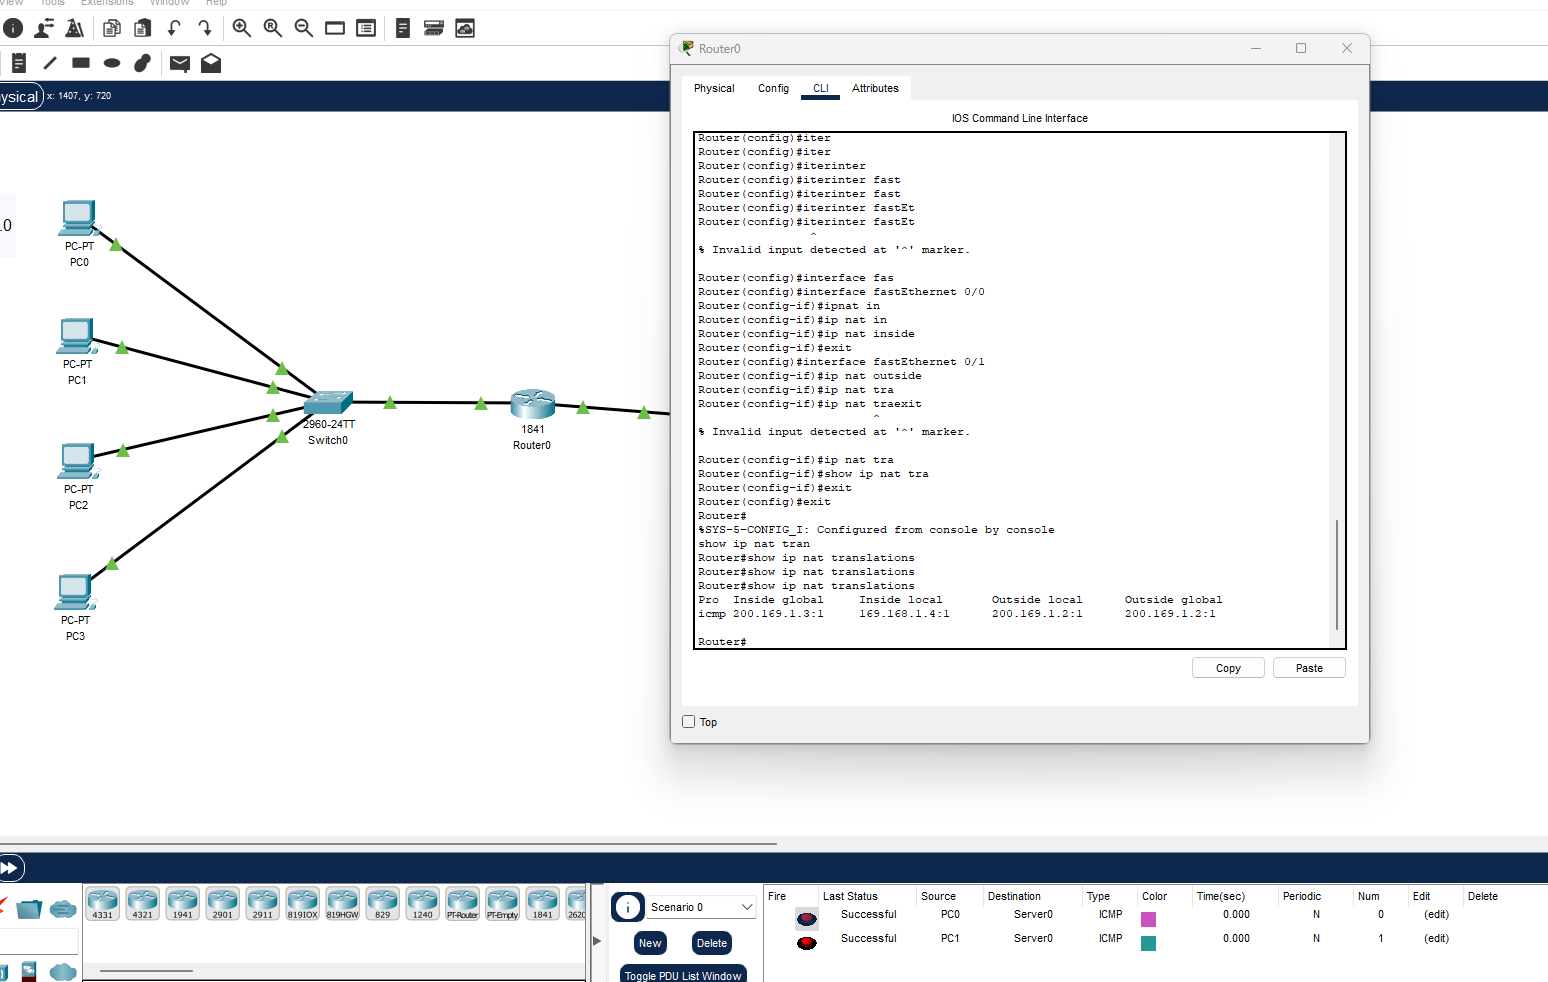 View Tools Extensions Window Help
Router0
ysical x: 1407, y: 720
Physical Config CLI Attributes
IOS Command Line Interface
Router(config)#iter
Router(config)#iter
Router(config)#iterinter
Router(config)#iterinter fast
Router(config)#iterinter fast
Router(config)#iterinter fastEt
Router(config)#iterinter fastEt
^
% Invalid input detected at '^' marker.
Router(config)#interface fas
Router(config)#interface fastEthernet 0/0
Router(config-if)#ipnat in
Router(config-if)#ip nat in
Router(config-if)#ip nat inside
Router(config-if)#exit
Router(config)#interface fastEthernet 0/1
Router(config-if)#ip nat outside
Router(config-if)#ip nat tra
Router(config-if)#ip nat traexit
^
% Invalid input detected at '^' marker.
Router(config-if)#ip nat tra
Router(config-if)#show ip nat tra
Router(config-if)#exit
Router(config)#exit
Router#
%SYS-5-CONFIG_I: Configured from console by console
show ip nat tran
Router#show ip nat translations
Router#show ip nat translations
Router#show ip nat translations
Pro Inside global Inside local Outside local Outside global
icmp 200.169.1.3:1 169.168.1.4:1 200.169.1.2:1 200.169.1.2:1
Router#
Copy Paste
Top
.0
PC-PT
PC0
PC-PT
PC1
2960-24TT
Switch0
1841
Router0
PC-PT
PC2
PC-PT
PC3
4331 4321 1941 2901 2911 819IOX 819HGW 829 1240 PT-Router PT-Empty 1841 262
Scenario 0
New Delete
Toggle PDU List Window
Fire Last Status Source Destination Type Color Time(sec) Periodic Num Edit Delete
Successful PC0 Server0 ICMP 0.000 N 0 (edit)
Successful PC1 Server0 ICMP 0.000 N 1 (edit)